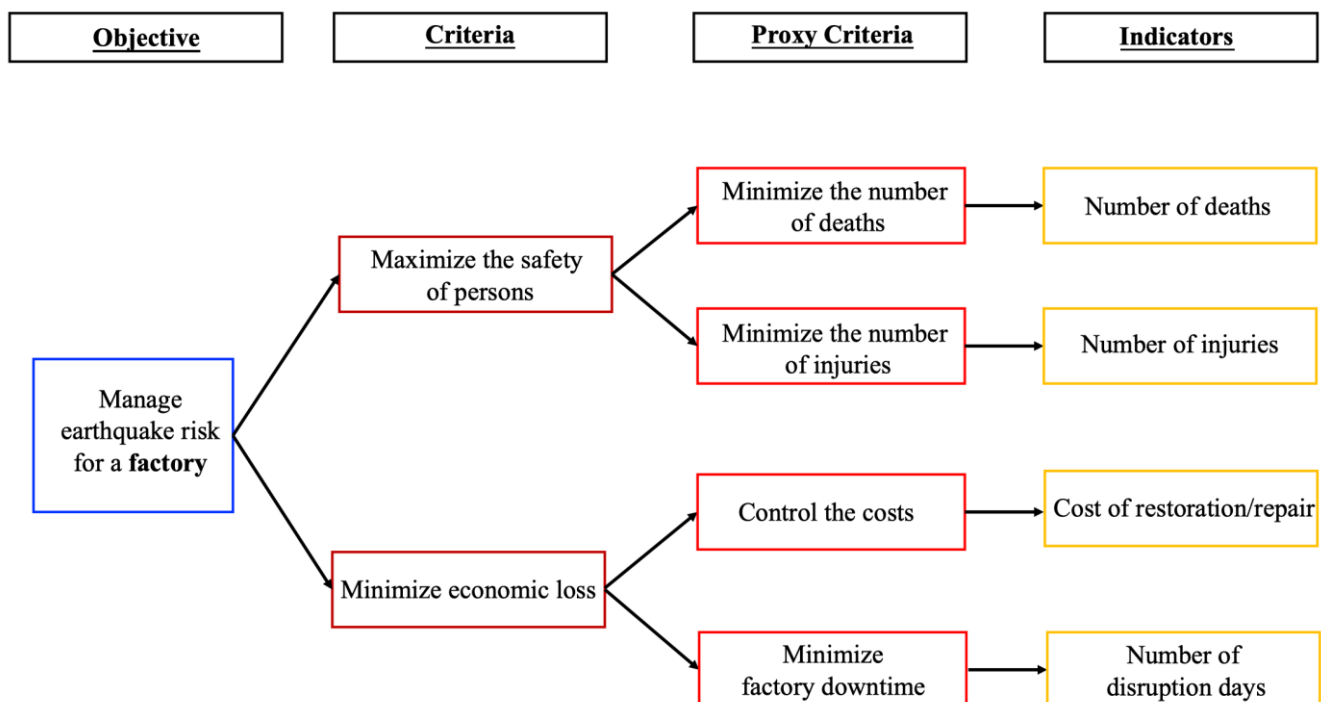 Objective
Criteria
Proxy Criteria
Indicators
Manage
earthquake risk
for a factory
Maximize the safety
of persons
Minimize economic loss
Minimize the number
of deaths
Minimize the number
of injuries
Control the costs
Minimize
factory downtime
Number of deaths
Number of injuries
Cost of restoration/repair
Number of
disruption days